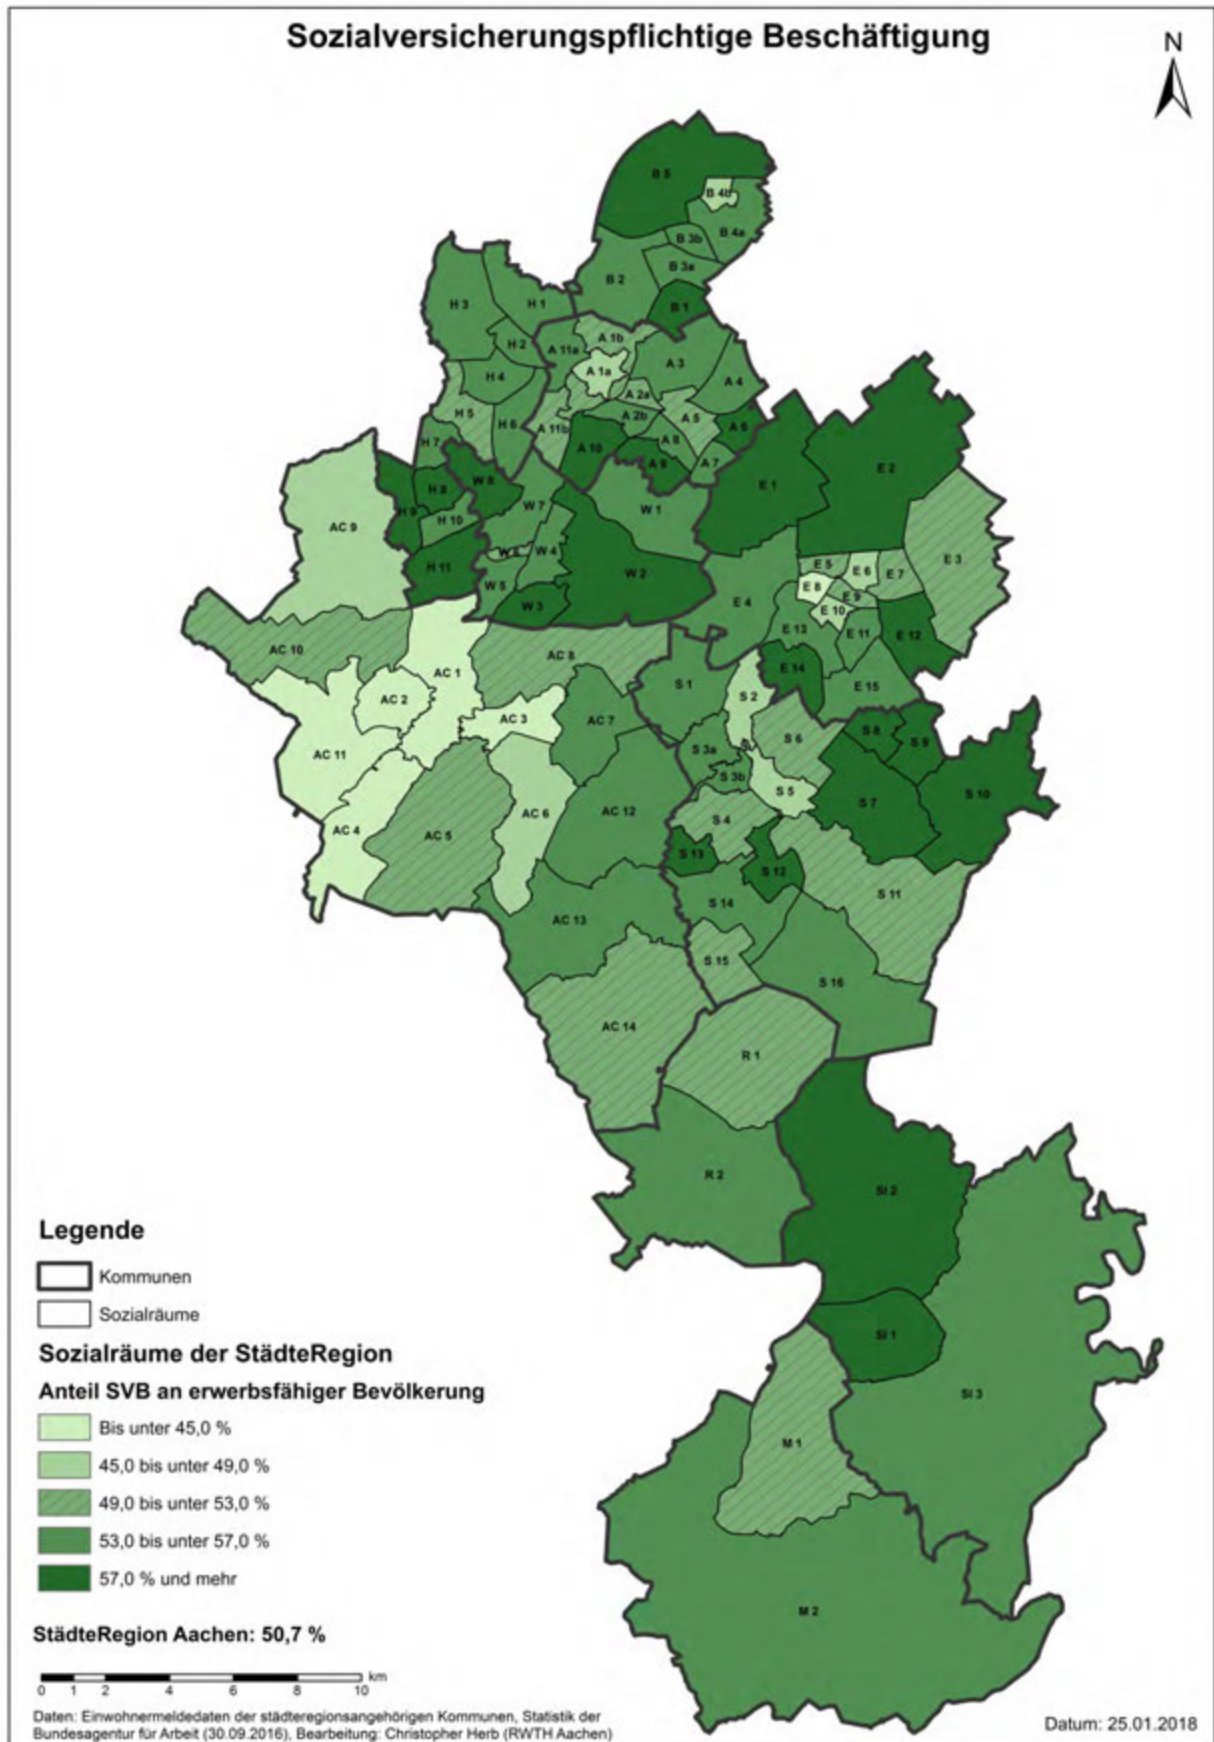 Sozialversicherungspflichtige Beschäftigung
N
B 5
B 4b
B 4a
B 3b
B 3a
B 2
B 1
H 3
H 1
H 2
H 4
H 5
H 6
H 7
H 8
H 9
H 10
H 11
A 11a
A 1b
A 1a
A 3
A 4
A 2a
A 2b
A 5
A 6
A 11b
A 8
A 10
A 9
A 7
W 8
W 7
W 1
W 4
W 5
W 2
W 3
E 1
E 2
E 3
E 5
E 6
E 7
E 8
E 9
E 10
E 4
E 13
E 11
E 12
E 14
E 15
AC 9
AC 10
AC 1
AC 8
AC 2
AC 3
AC 7
AC 11
AC 4
AC 5
AC 6
AC 12
AC 13
AC 14
S 1
S 2
S 6
S 8
S 9
S 3a
S 3b
S 5
S 7
S 10
S 4
S 13
S 12
S 11
S 14
S 15
S 16
R 1
R 2
SI 2
SI 1
SI 3
M 1
M 2
Legende
Kommunen
Sozialräume
Sozialräume der StädteRegion
Anteil SVB an erwerbsfähiger Bevölkerung
Bis unter 45,0 %
45,0 bis unter 49,0 %
49,0 bis unter 53,0 %
53,0 bis unter 57,0 %
57,0 % und mehr
StädteRegion Aachen: 50,7 %
km
0 1 2 4 6 8 10
Daten: Einwohnermeldedaten der städteregionsangehörigen Kommunen, Statistik der
Bundesagentur für Arbeit (30.09.2016), Bearbeitung: Christopher Herb (RWTH Aachen)
Datum: 25.01.2018